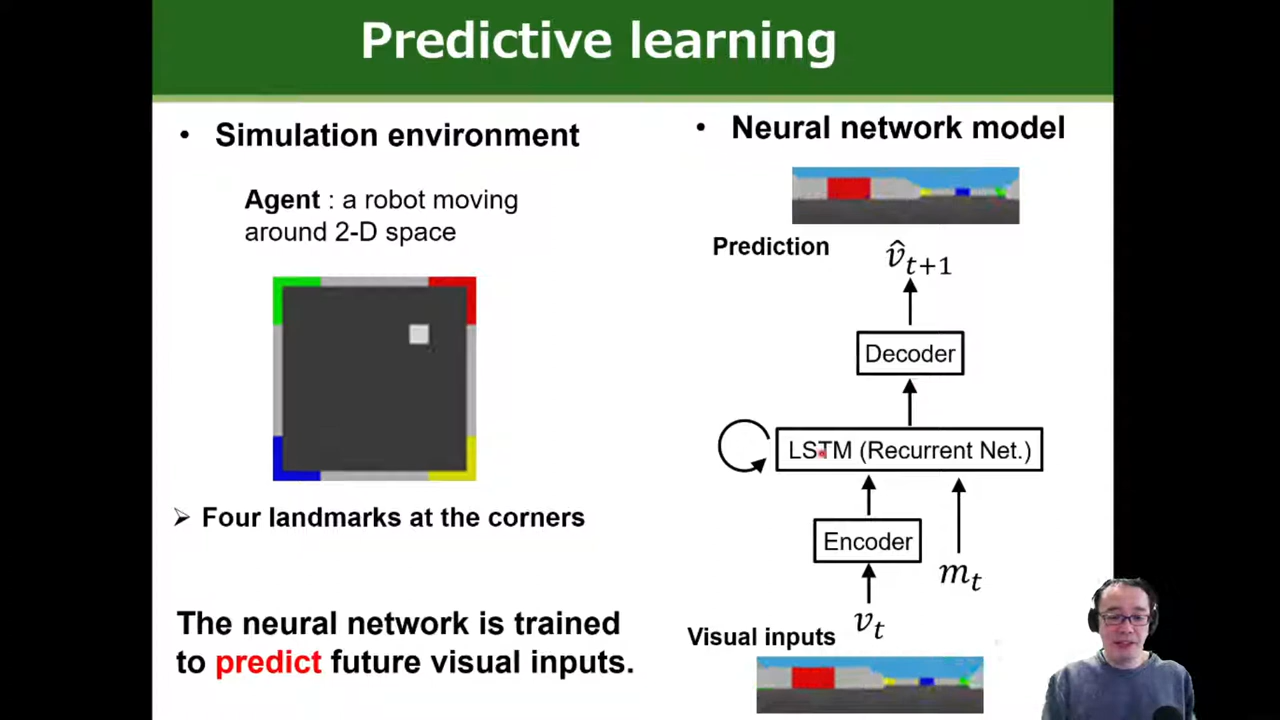 Predictive learning
• Simulation environment
Agent : a robot moving
around 2-D space
➢ Four landmarks at the corners
The neural network is trained
to predict future visual inputs.
• Neural network model
Prediction
v̂ₜ₊₁
Decoder
LSTM (Recurrent Net.)
Encoder
mₜ
vₜ
Visual inputs